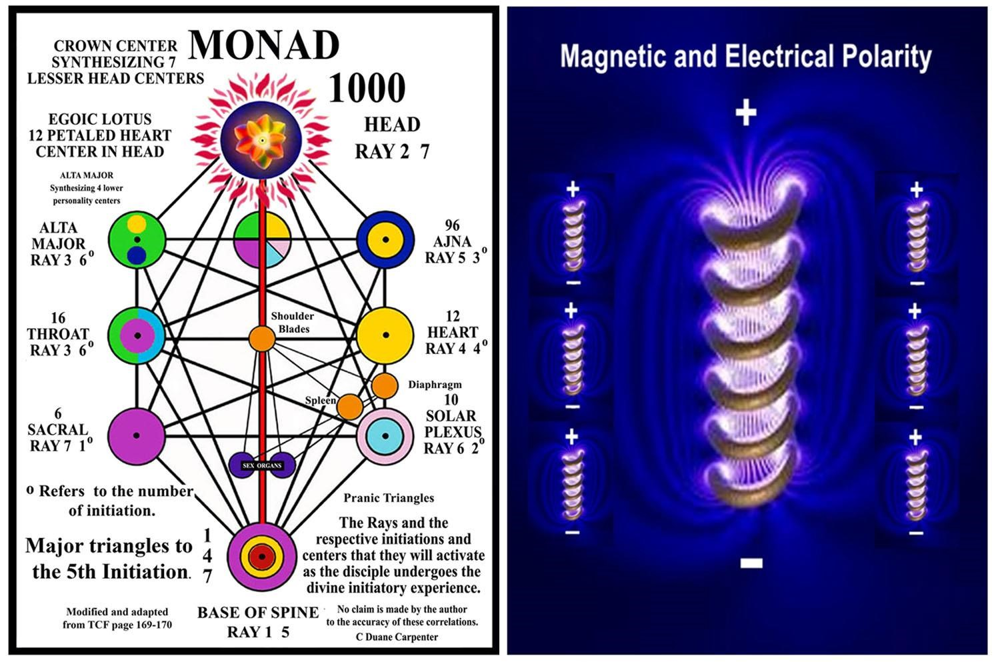 MONAD
CROWN CENTER
SYNTHESIZING 7
LESSER HEAD CENTERS
1000
HEAD
RAY 2 7
EGOIC LOTUS
12 PETALED HEART
CENTER IN HEAD
ALTA MAJOR
Synthesizing 4 lower
personality centers
ALTA
MAJOR
RAY 3 6º
96
AJNA
RAY 5 3º
16
THROAT
RAY 3 6º
Shoulder
Blades
12
HEART
RAY 4 4º
Diaphragm
Spleen
6
SACRAL
RAY 7 1º
10
SOLAR
PLEXUS
RAY 6 2º
SEX ORGANS
º Refers to the number
of initiation.
Pranic Triangles
Major triangles to
the 5th Initiation.
1
4
7
The Rays and the
respective initiations and
centers that they will activate
as the disciple undergoes the
divine initiatory experience.
Modified and adapted
from TCF page 169-170
BASE OF SPINE
RAY 1 5
No claim is made by the author
to the accuracy of these correlations.
C Duane Carpenter
Magnetic and Electrical Polarity
+
+
+
−
−
+
+
−
−
+
+
−
−
−